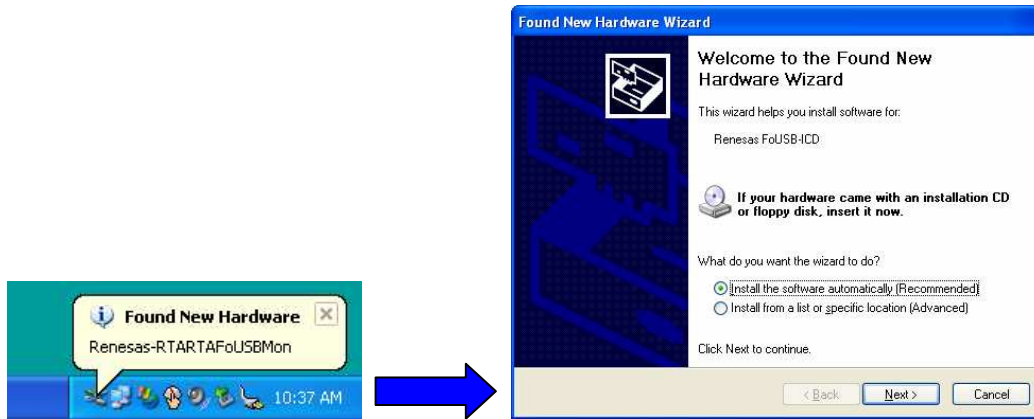 Found New Hardware
Renesas-RTARTAFoUSBMon
10:37 AM
Found New Hardware Wizard
Welcome to the Found New
Hardware Wizard
This wizard helps you install software for:
Renesas FoUSB-ICD
If your hardware came with an installation CD
or floppy disk, insert it now.
What do you want the wizard to do?
Install the software automatically (Recommended)
Install from a list or specific location (Advanced)
Click Next to continue.
< Back
Next >
Cancel